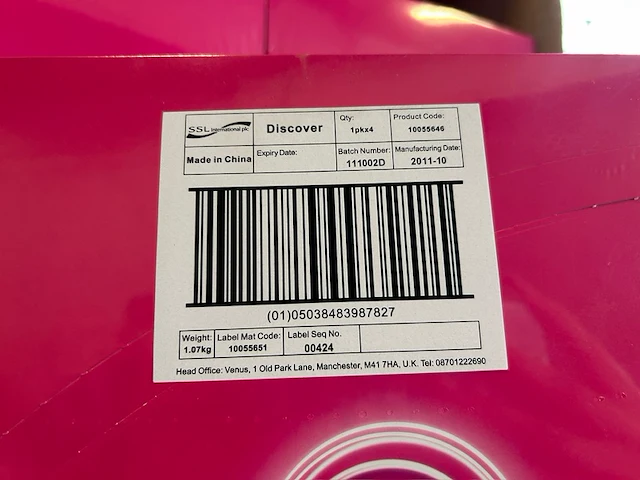 SSL International plc
Discover
Qty:
1pkx4
Product Code:
10055646
Made in China
Expiry Date:
Batch Number:
111002D
Manufacturing Date:
2011-10
(01)05038483987827
Weight:
1.07kg
Label Mat Code:
10055651
Label Seq No.
00424
Head Office: Venus, 1 Old Park Lane, Manchester, M41 7HA, U.K. Tel: 08701222690